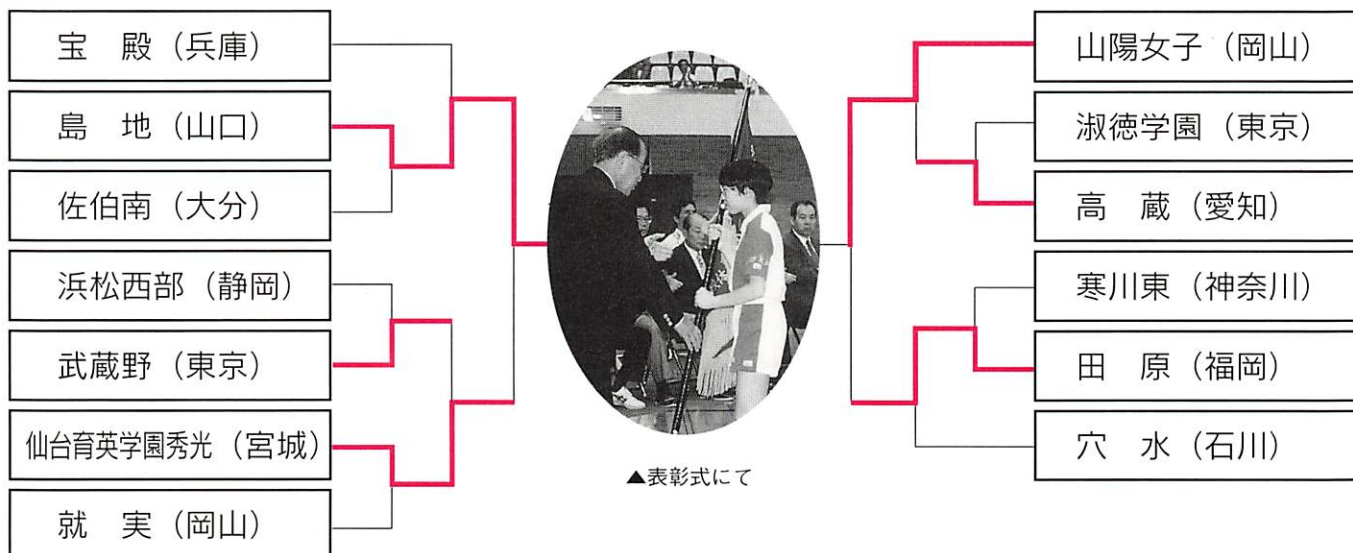 宝　殿（兵庫）
島　地（山口）
佐伯南（大分）
浜松西部（静岡）
武蔵野（東京）
仙台育英学園秀光（宮城）
就　実（岡山）
▲表彰式にて
山陽女子（岡山）
淑徳学園（東京）
高　蔵（愛知）
寒川東（神奈川）
田　原（福岡）
穴　水（石川）